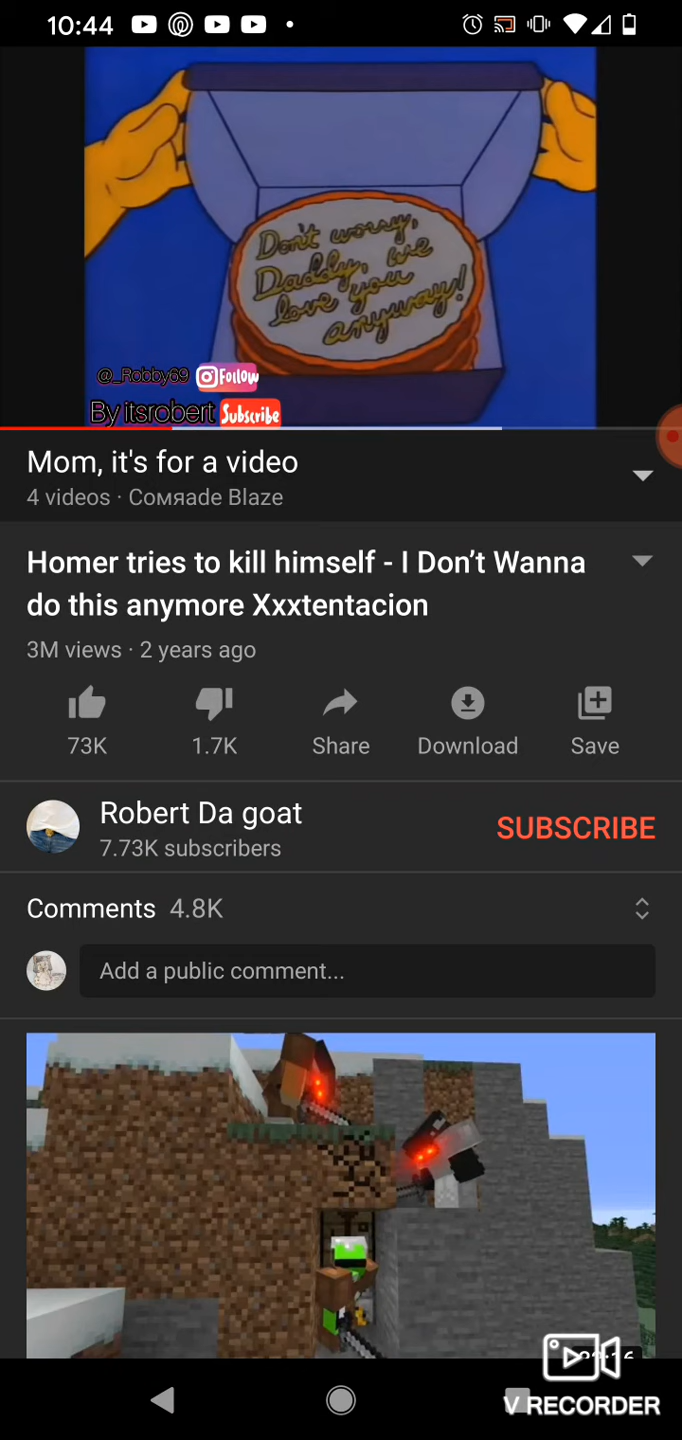 10:44
Don't worry,
Daddy, we
love you
anyway!
@_Robby69 Follow
By itsrobert Subscribe
Mom, it's for a video
4 videos · Comяade Blaze
Homer tries to kill himself - I Don’t Wanna
do this anymore Xxxtentacion
3M views · 2 years ago
73K 1.7K Share Download Save
Robert Da goat
7.73K subscribers
SUBSCRIBE
Comments 4.8K
Add a public comment...
V RECORDER